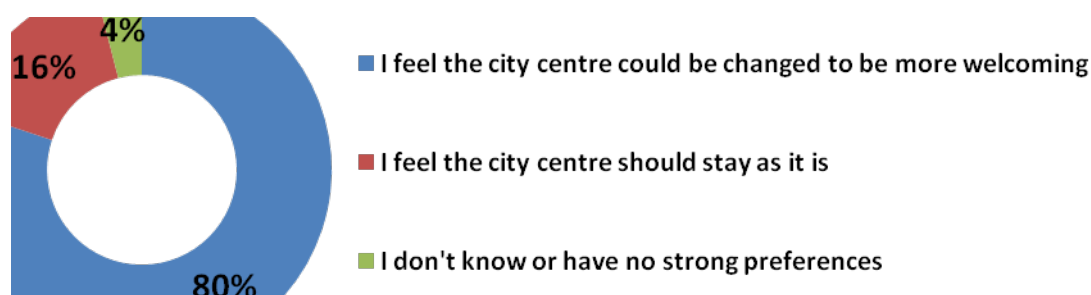 4%
16%
I feel the city centre could be changed to be more welcoming
I feel the city centre should stay as it is
I don't know or have no strong preferences
80%